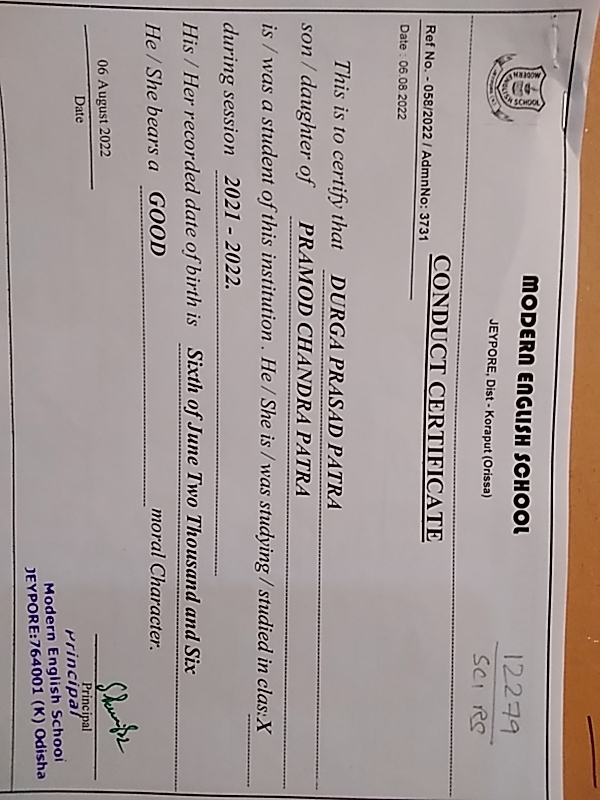 MODERN ENGLISH SCHOOL
JEYPORE, Dist - Koraput (Orissa)
12279
SCI RS
Ref No. - 058/2022 / AdmnNo: 3731
Date : 06.08.2022
CONDUCT CERTIFICATE
This is to certify that DURGA PRASAD PATRA
son / daughter of PRAMOD CHANDRA PATRA
is / was a student of this institution . He / She is / was studying / studied in clas:X
during session 2021 - 2022.
His / Her recorded date of birth is Sixth of June Two Thousand and Six
He / She bears a GOOD moral Character.
06 August 2022
Date
Principal
Principal
Modern English School
JEYPORE:764001 (K) Odisha